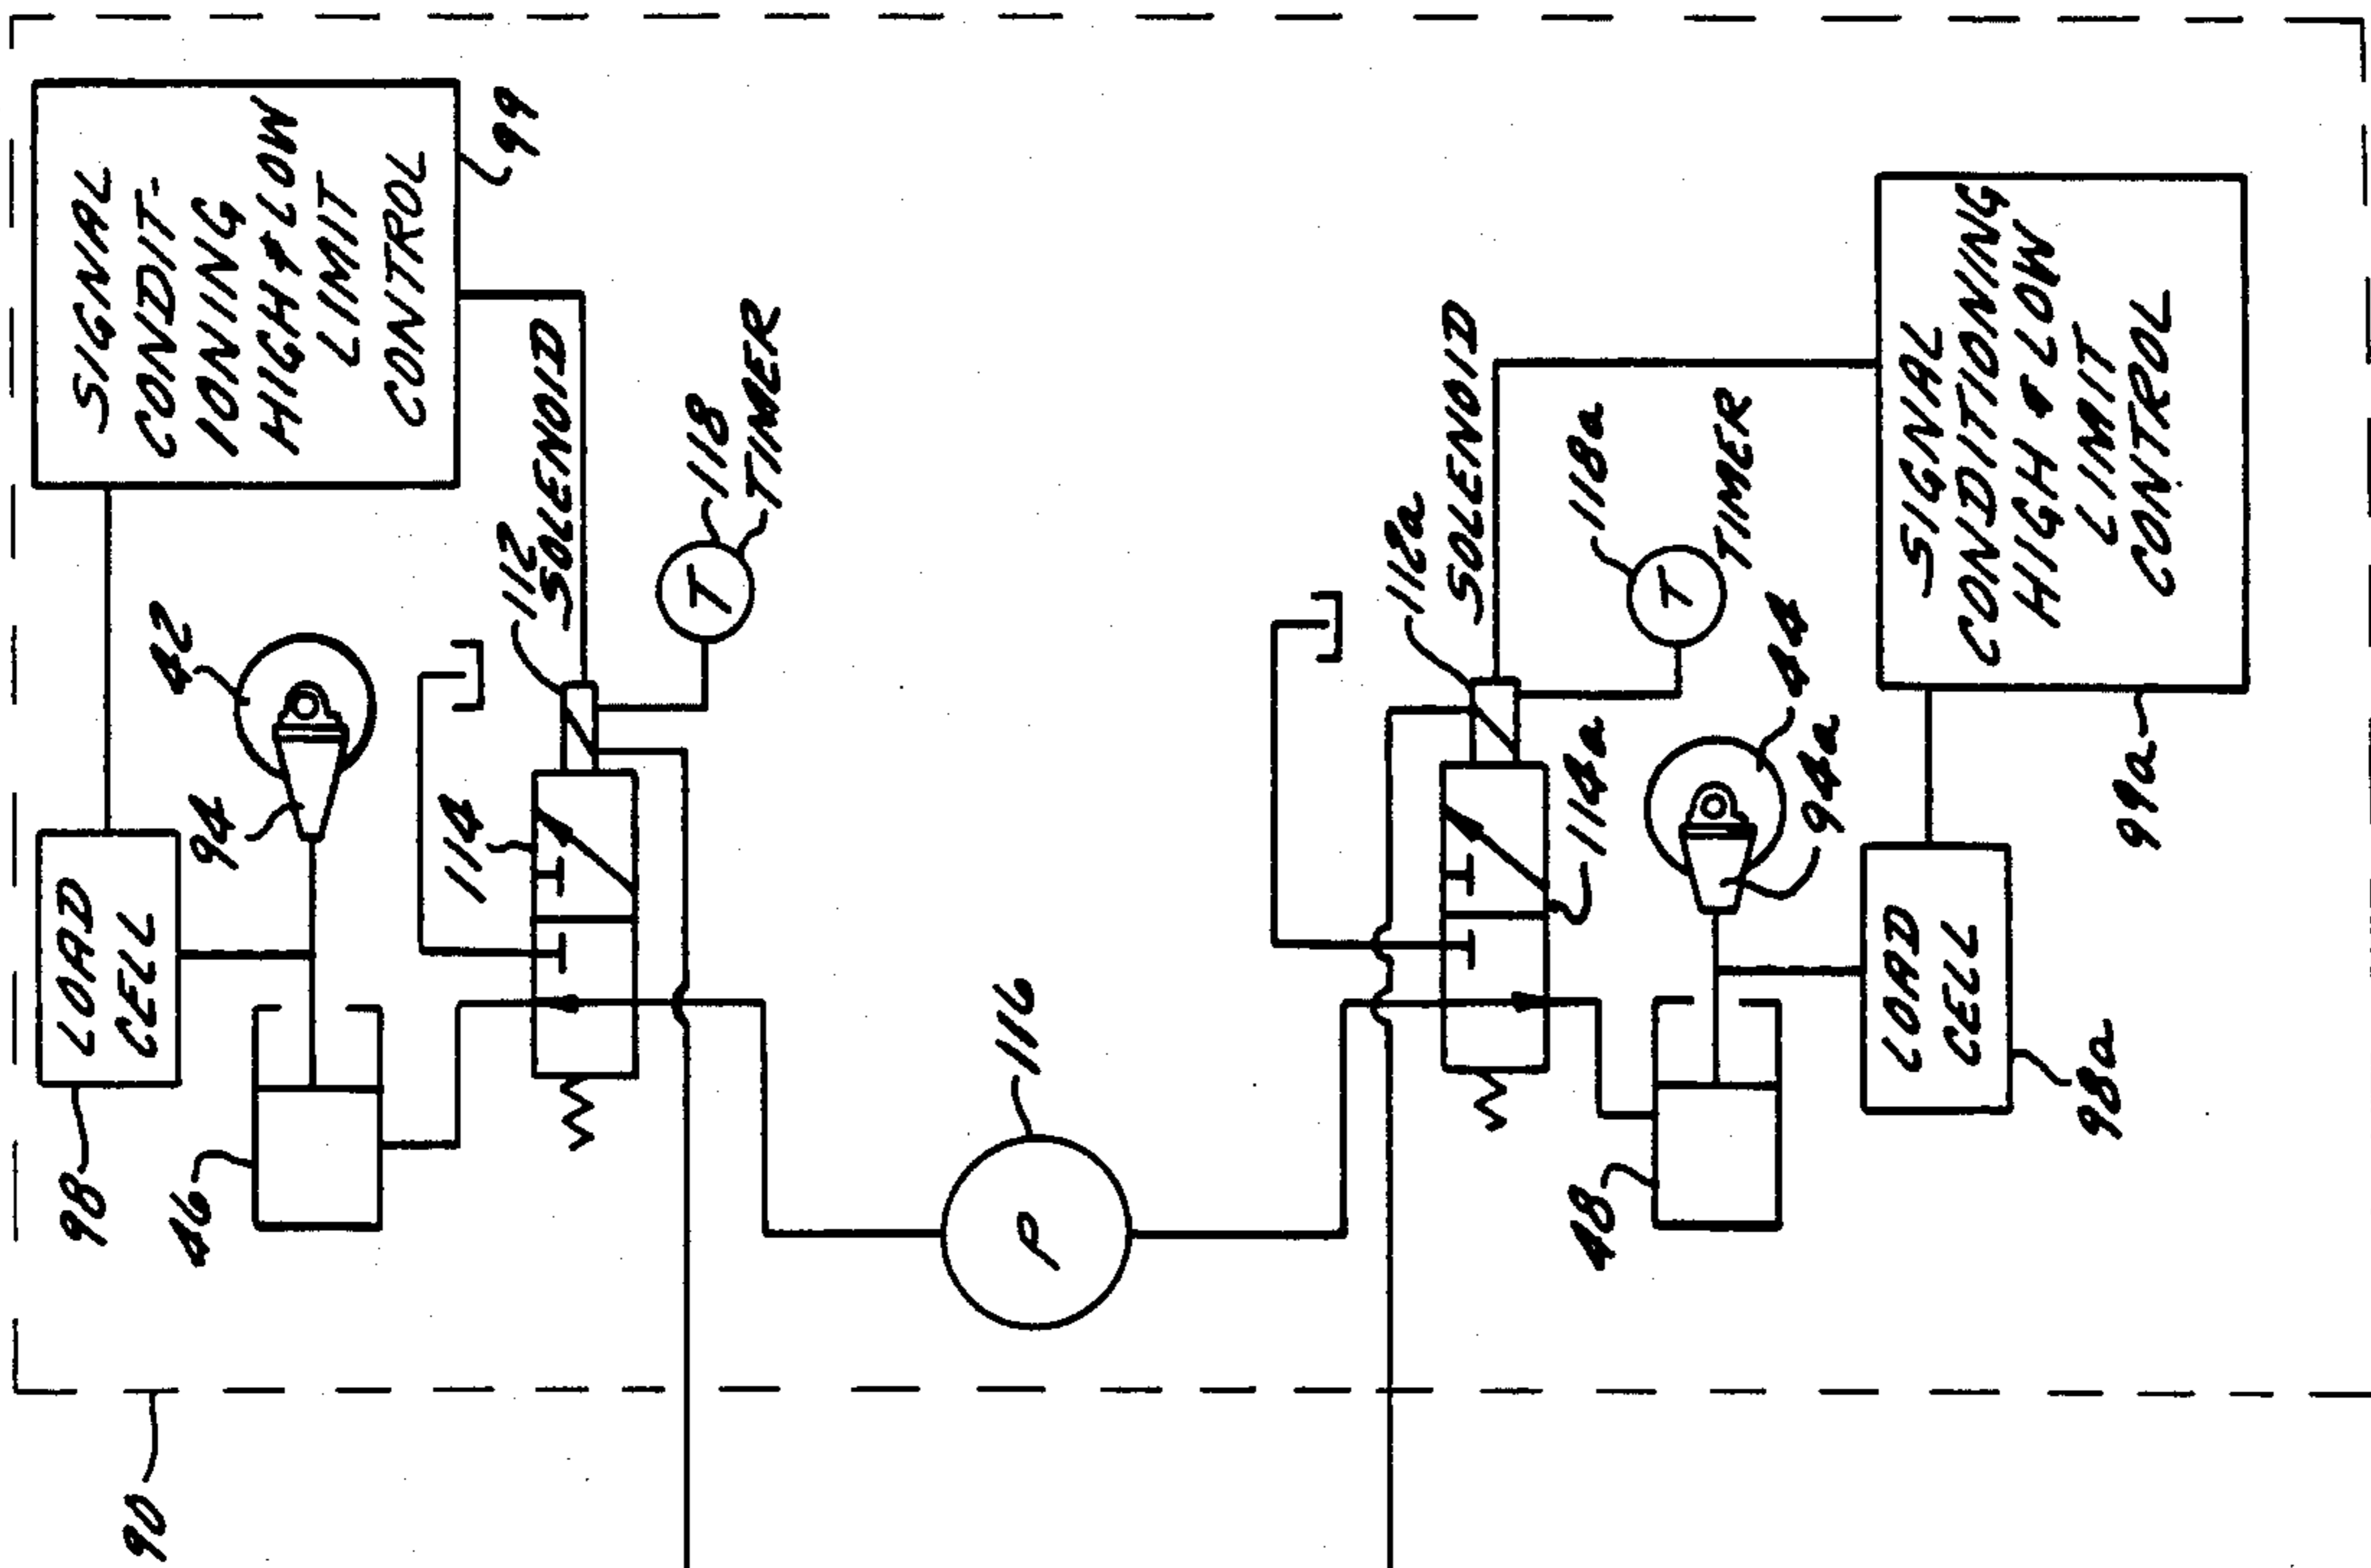 SIGNAL
CONDIT-
IONING
HIGH & LOW
LIMIT
CONTROL
99
42
94
LOAD
CELL
98
46
114
112
SOLENOID
118
TIMER
T
116
P
112a
SOLENOID
118a
TIMER
T
114a
44
94a
48
LOAD
CELL
98a
SIGNAL
CONDITIONING
HIGH & LOW
LIMIT
CONTROL
99a
90